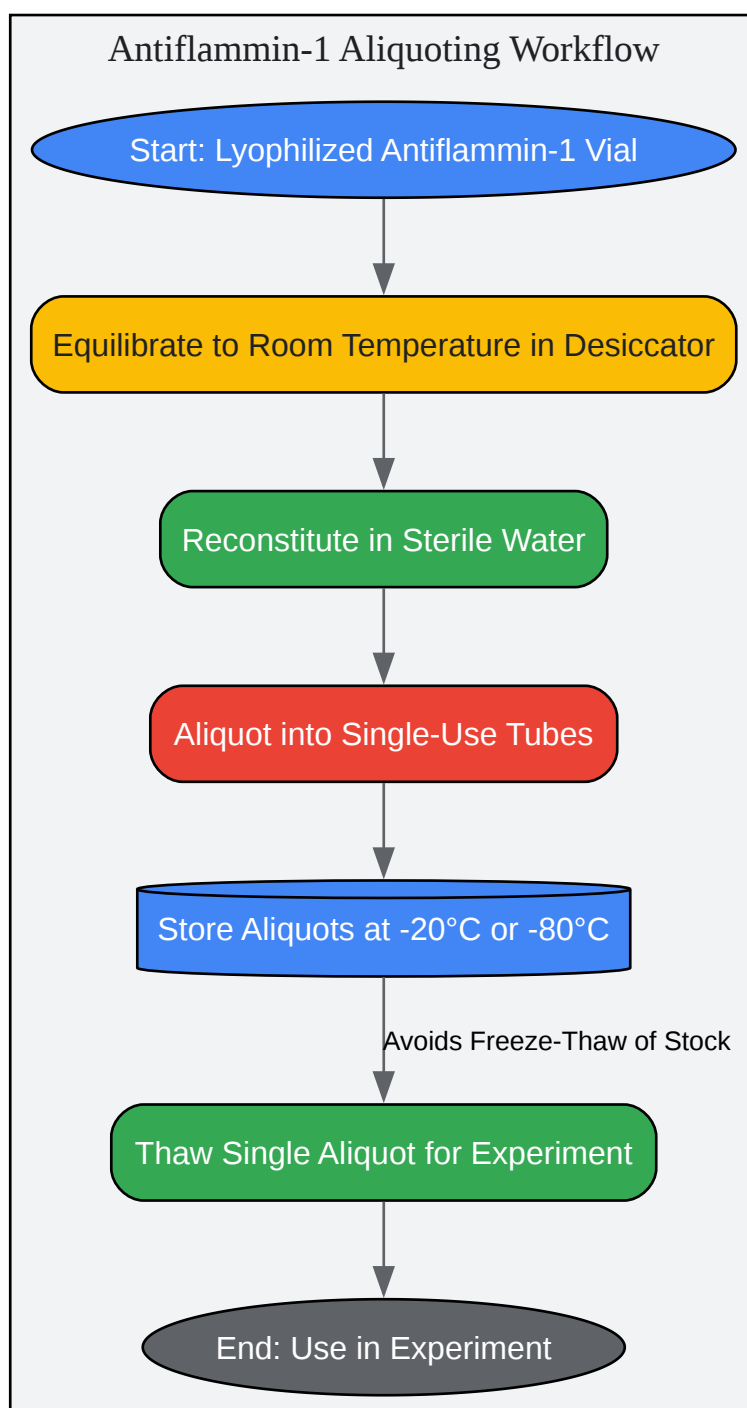 Antiflammin-1 Aliquoting Workflow
Start: Lyophilized Antiflammin-1 Vial
Equilibrate to Room Temperature in Desiccator
Reconstitute in Sterile Water
Aliquot into Single-Use Tubes
Store Aliquots at -20°C or -80°C
Avoids Freeze-Thaw of Stock
Thaw Single Aliquot for Experiment
End: Use in Experiment